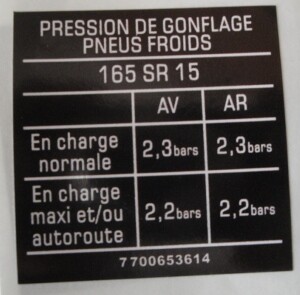 PRESSION DE GONFLAGE
PNEUS FROIDS
165 SR 15
AV AR
En charge
normale 2,3bars 2,3bars
En charge
maxi et/ou 2,2bars 2,2bars
autoroute
7700653614